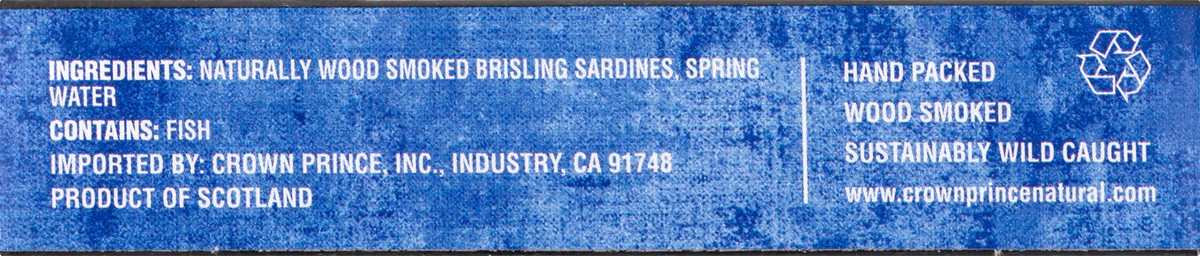 INGREDIENTS: NATURALLY WOOD SMOKED BRISLING SARDINES, SPRING
WATER
CONTAINS: FISH
IMPORTED BY: CROWN PRINCE, INC., INDUSTRY, CA 91748
PRODUCT OF SCOTLAND
HAND PACKED
WOOD SMOKED
SUSTAINABLY WILD CAUGHT
www.crownprincenatural.com